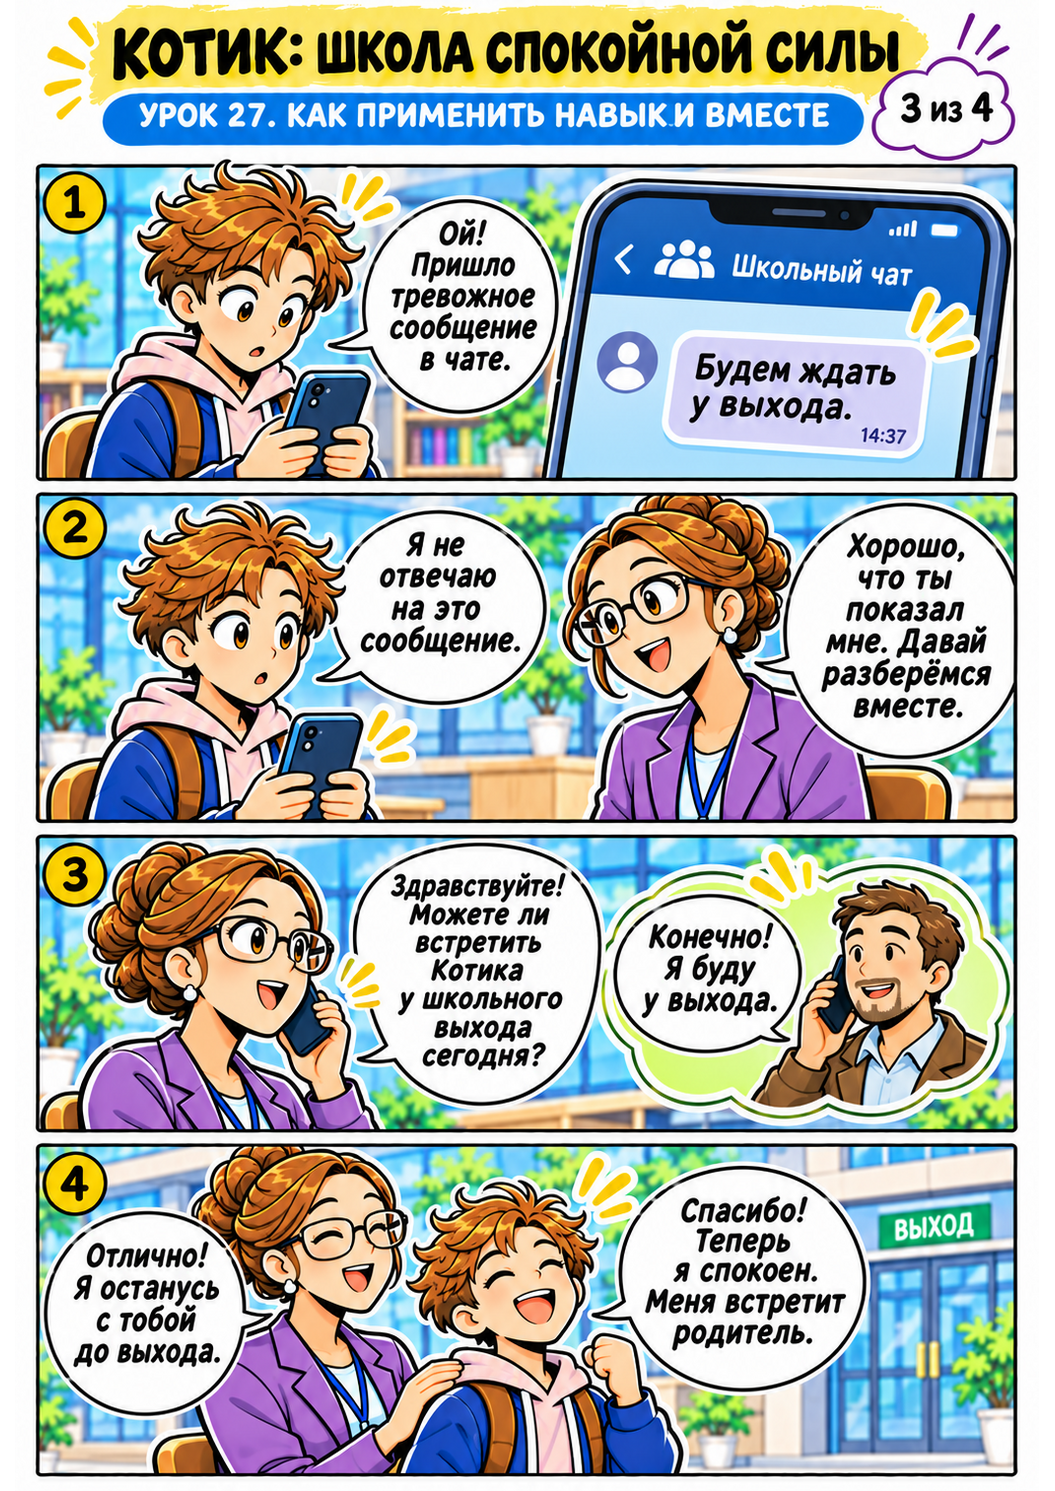 КОТИК: ШКОЛА СПОКОЙНОЙ СИЛЫ
УРОК 27. КАК ПРИМЕНИТЬ НАВЫКИ ВМЕСТЕ
3 из 4
1
Ой!
Пришло
тревожное
сообщение
в чате.
Школьный чат
Будем ждать
у выхода.
14:37
2
Я не
отвечаю
на это
сообщение.
Хорошо,
что ты
показал
мне. Давай
разберёмся
вместе.
3
Здравствуйте!
Можете ли
встретить
Котика
у школьного
выхода
сегодня?
Конечно!
Я буду
у выхода.
4
Отлично!
Я останусь
с тобой
до выхода.
Спасибо!
Теперь
я спокоен.
Меня встретит
родитель.
ВЫХОД